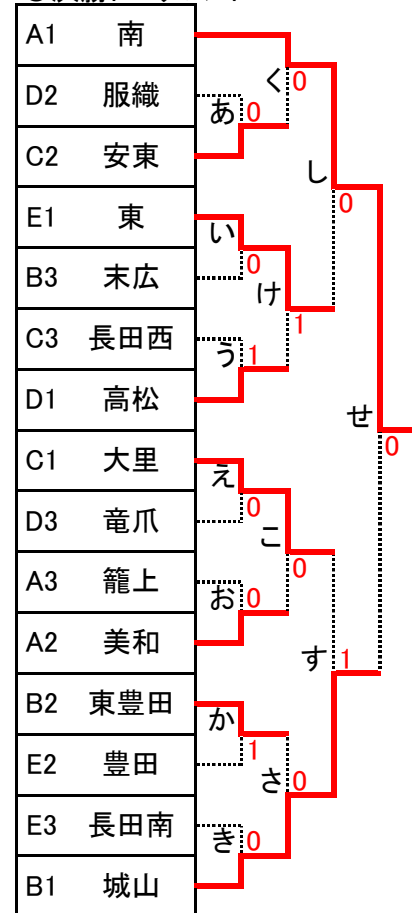 A1 南
D2 服織
C2 安東
E1 東
B3 末広
C3 長田西
D1 高松
C1 大里
D3 竜爪
A3 籠上
A2 美和
B2 東豊田
E2 豊田
E3 長田南
B1 城山
あ 0
い 0
う 1
え 0
お 0
か 1
き 0
く 0
け 1
こ 0
さ 0
し 0
す 1
せ 0